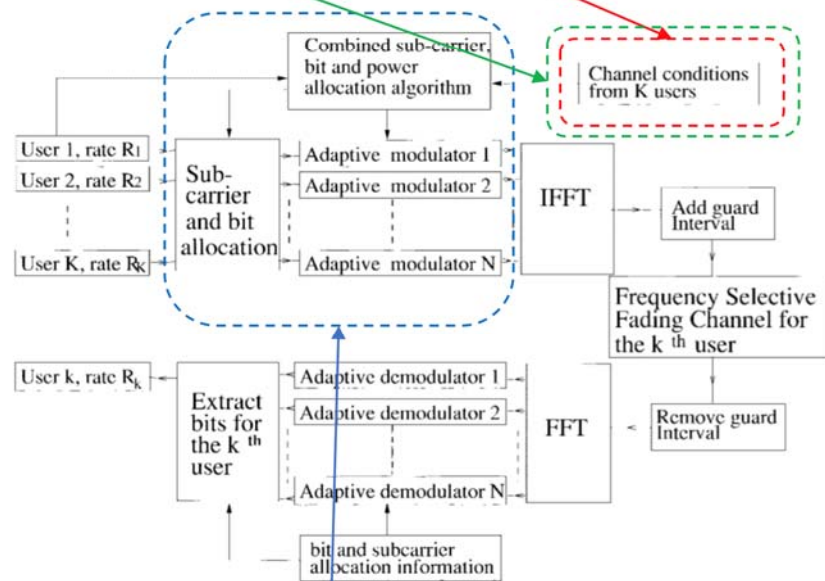 Combined sub-carrier,
bit and power
allocation algorithm
Channel conditions
from K users
User 1, rate R1
User 2, rate R2
User K, rate RK
Sub-
carrier
and bit
allocation
Adaptive modulator 1
Adaptive modulator 2
Adaptive modulator N
IFFT
Add guard
Interval
Frequency Selective
Fading Channel for
the k th user
User k, rate Rk
Extract
bits for
the k th
user
Adaptive demodulator 1
Adaptive demodulator 2
Adaptive demodulator N
FFT
Remove guard
Interval
bit and subcarrier
allocation information